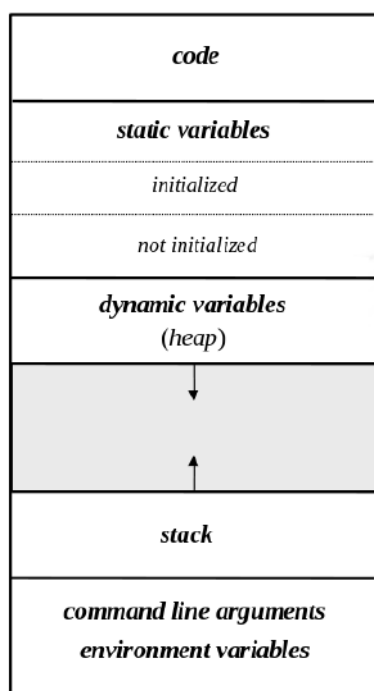 code
static variables
initialized
not initialized
dynamic variables
(heap)
stack
command line arguments
environment variables